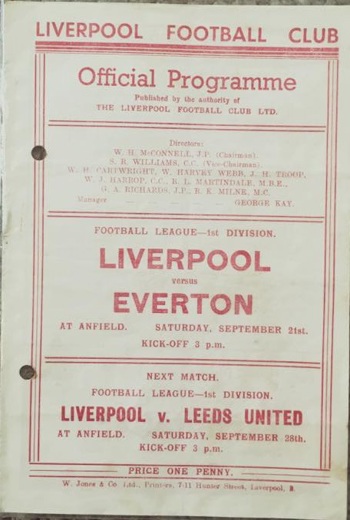 LIVERPOOL FOOTBALL CLUB
Official Programme
Published by the authority of
THE LIVERPOOL FOOTBALL CLUB LTD.
Directors:
W. H. McCONNELL, J.P. (Chairman).
S. R. WILLIAMS, C.C. (Vice-Chairman).
W. H. CARTWRIGHT, W. HARVEY WEBB, J. H. TROOP,
W. J. HARROP, C.C., R. L. MARTINDALE, M.B.E.,
G. A. RICHARDS, J.P., R. K. MILNE, M.C.
Manager ... ... ... ... GEORGE KAY.
FOOTBALL LEAGUE—1st DIVISION.
LIVERPOOL
versus
EVERTON
AT ANFIELD. SATURDAY, SEPTEMBER 21st.
KICK-OFF 3 p.m.
NEXT MATCH.
FOOTBALL LEAGUE—1st DIVISION.
LIVERPOOL v. LEEDS UNITED
AT ANFIELD. SATURDAY, SEPTEMBER 28th.
KICK-OFF 3 p.m.
PRICE ONE PENNY.
W. Jones & Co. Ltd., Printers, 7-11 Hunter Street, Liverpool, 3.